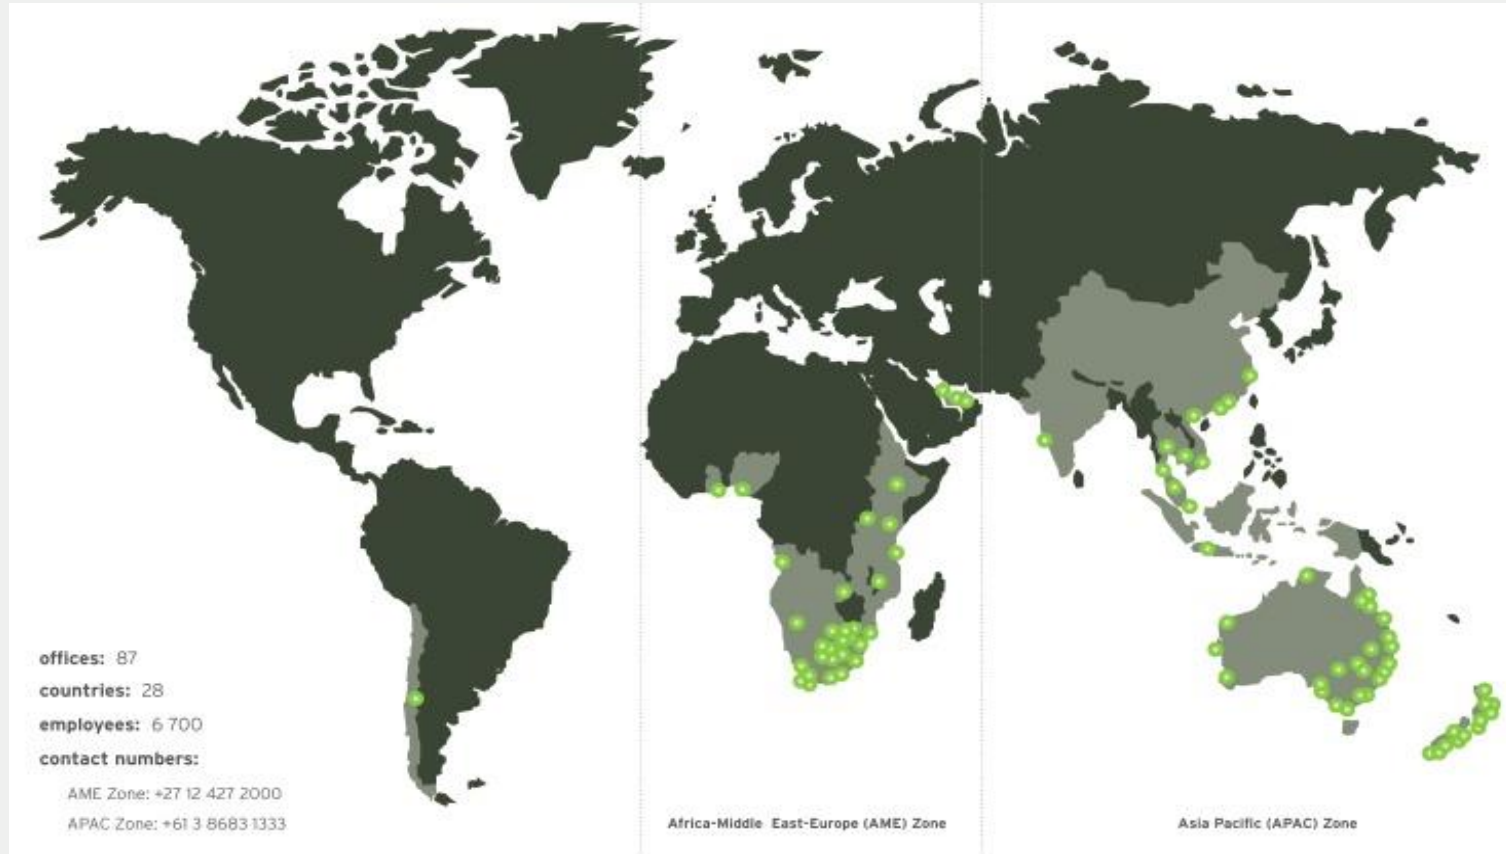 offices: 87
countries: 28
employees: 6 700
contact numbers:
AME Zone: +27 12 427 2000
APAC Zone: +61 3 8683 1333
Africa-Middle East-Europe (AME) Zone
Asia Pacific (APAC) Zone